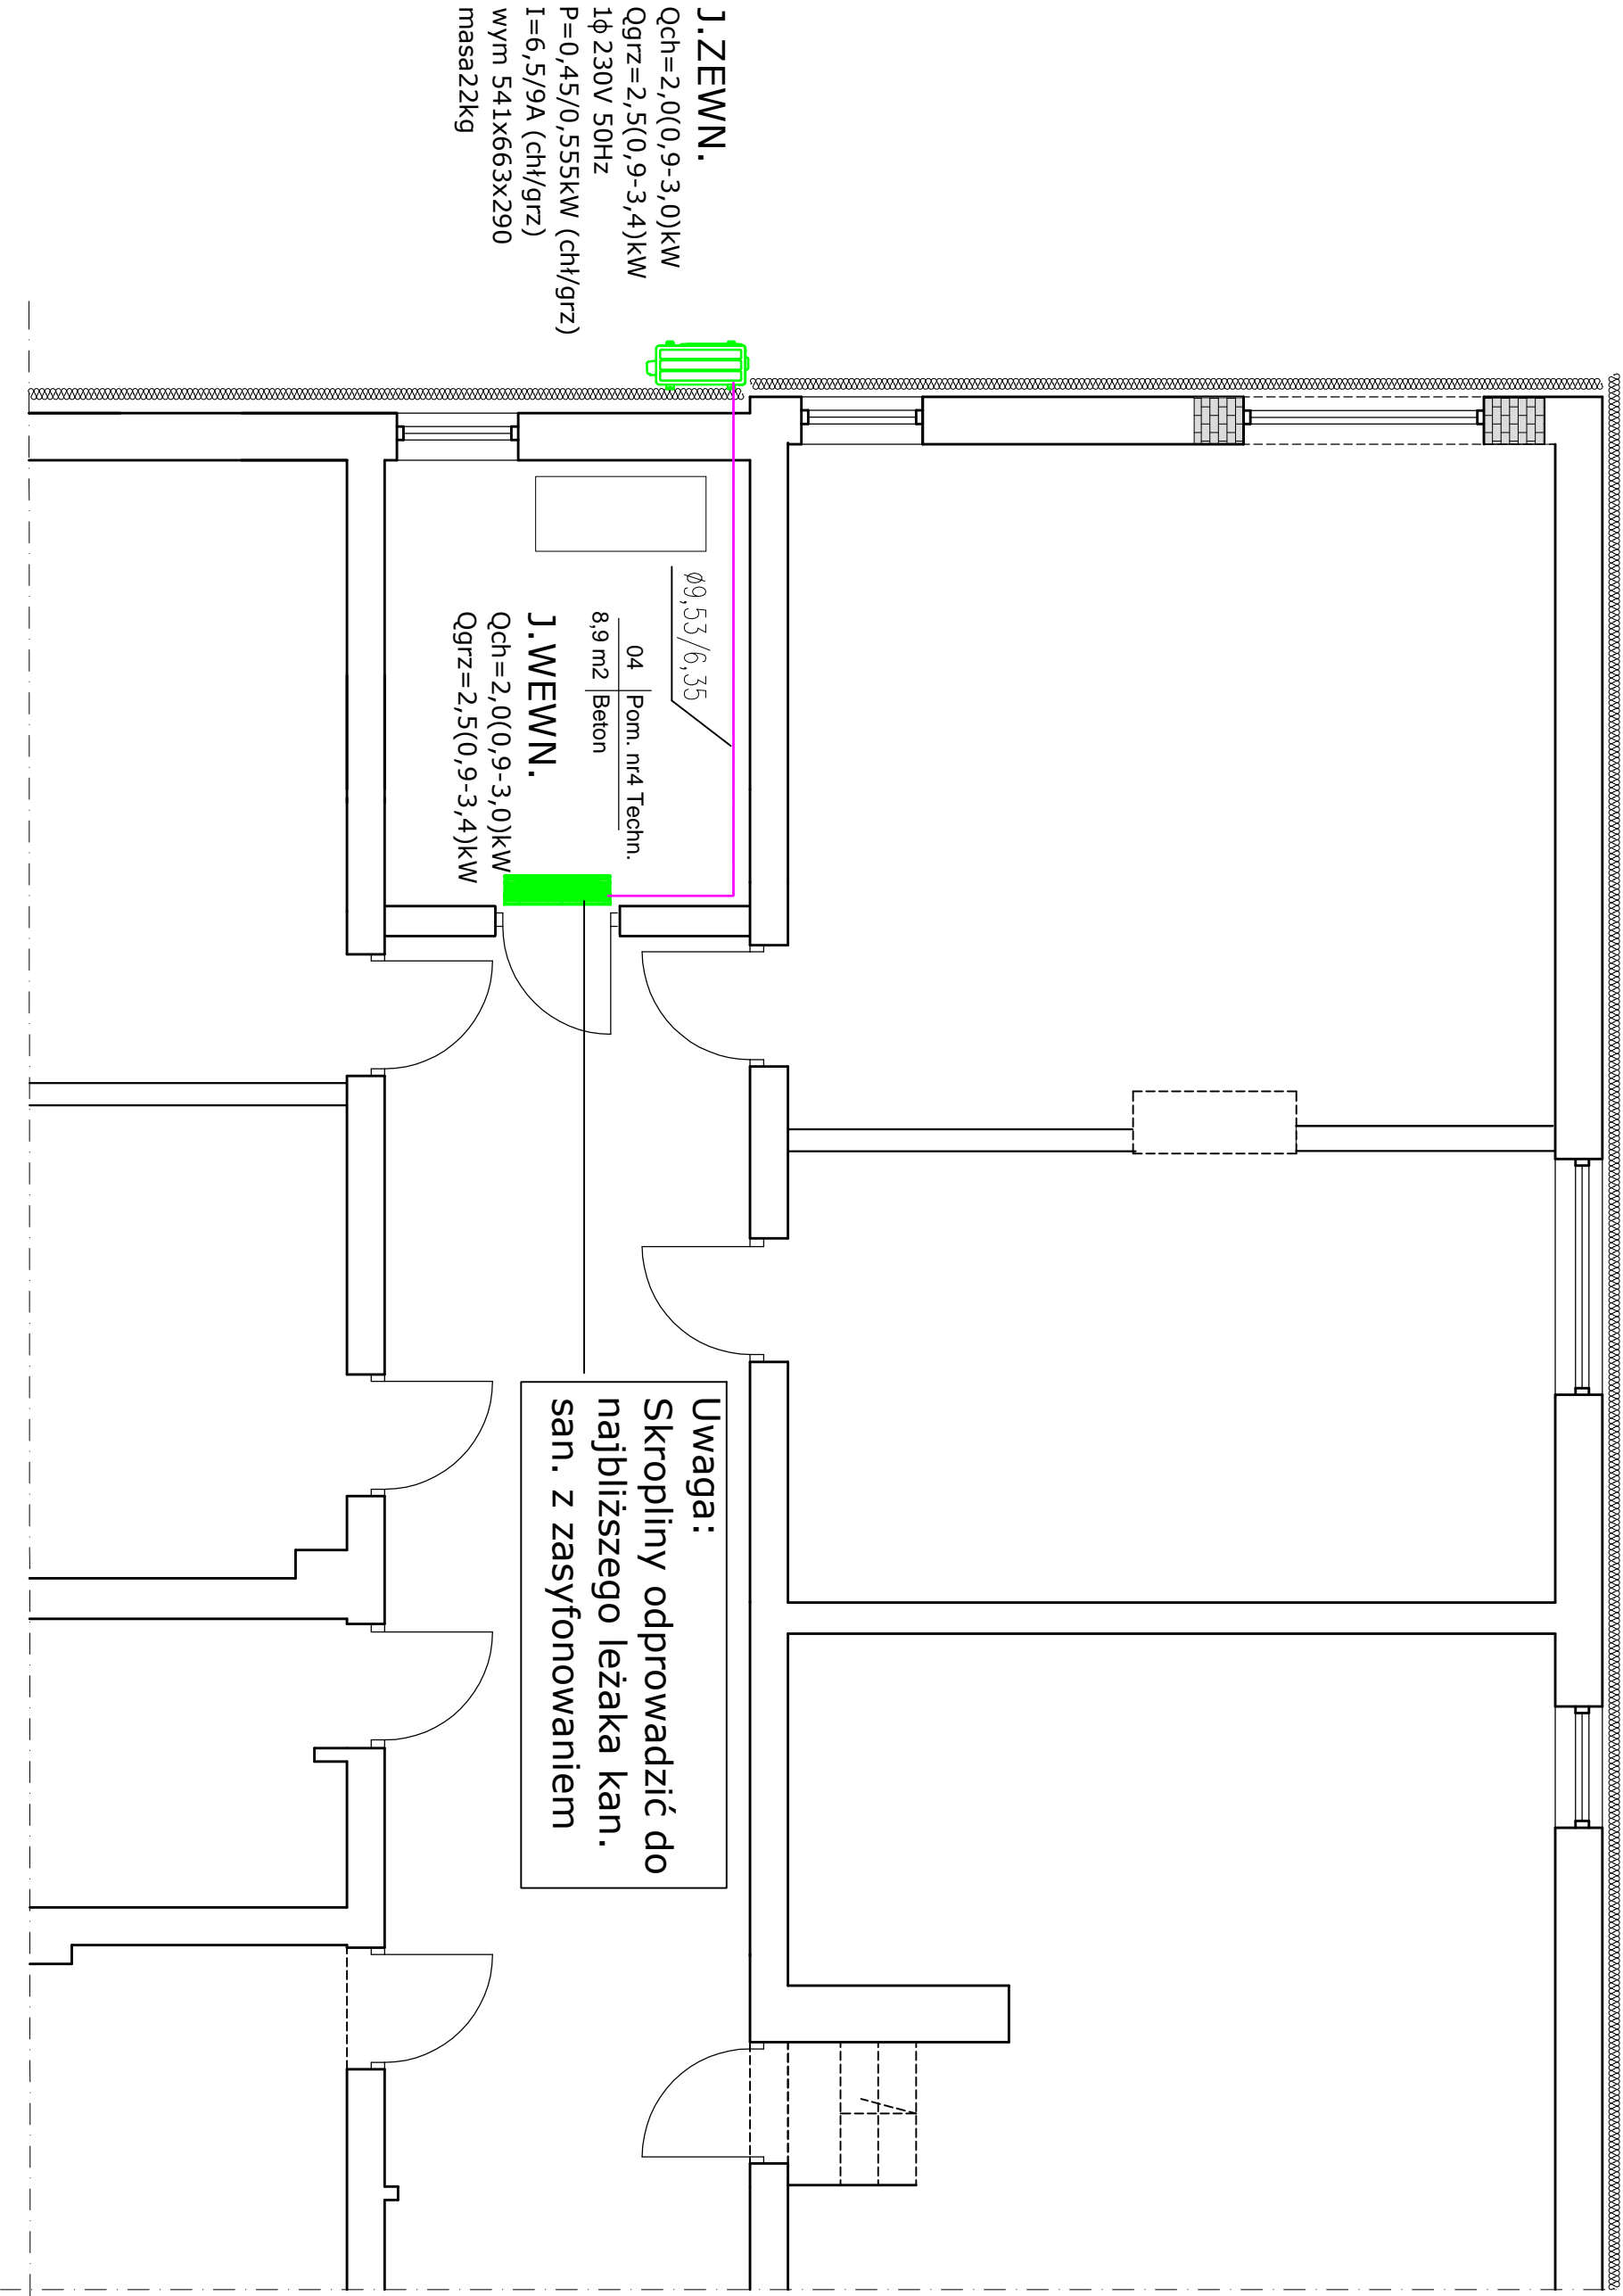 J.ZEWN.
Qch=2,0(0,9-3,0)kW
Qgrz=2,5(0,9-3,4)kW
1ϕ 230V 50Hz
P=0,45/0,555kW (chł/grz)
I=6,5/9A (chł/grz)
wym 541x663x290
masa22kg
ø9,53/6,35
04 Pom. nr4 Techn.
8,9 m2 Beton
J.WEWN.
Qch=2,0(0,9-3,0)kW
Qgrz=2,5(0,9-3,4)kW
Uwaga:
Skropliny odprowadzić do
najbliższego leżaka kan.
san. z zasyfonowaniem